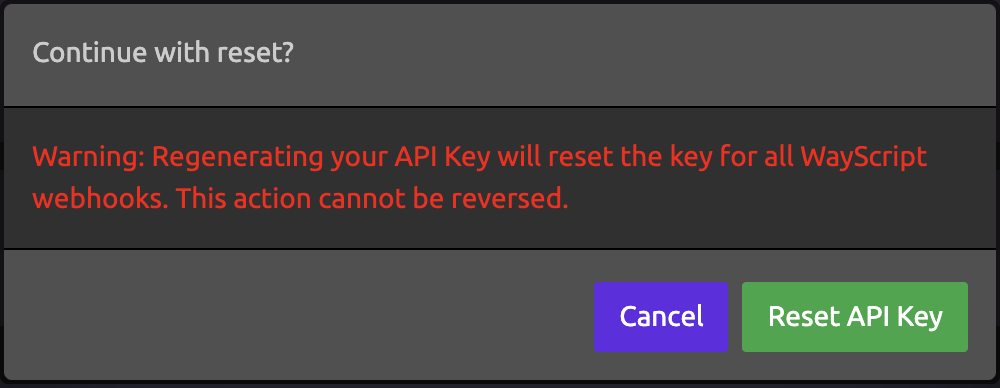 Continue with reset?
Warning: Regenerating your API Key will reset the key for all WayScript
webhooks. This action cannot be reversed.
Cancel
Reset API Key